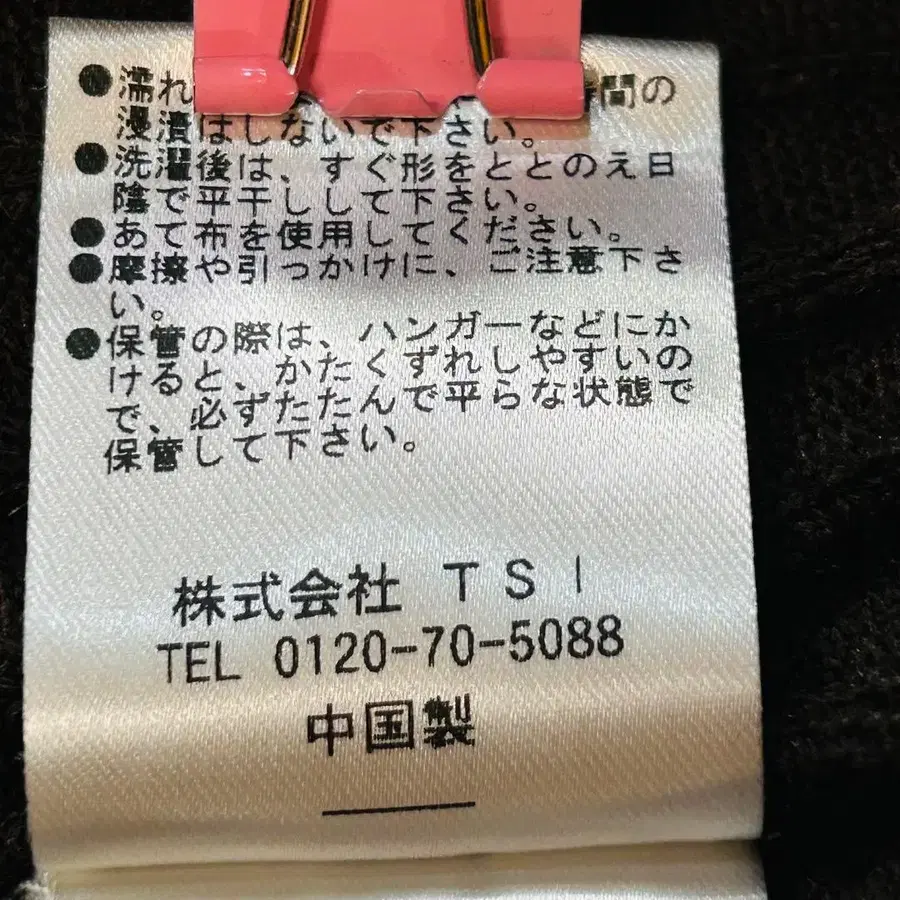 ●濡れ 間の
浸漬はしないで下さい。
●洗濯後は、すぐ形をととのえ日
陰で平干しして下さい。
●あて布を使用してください。
●摩擦や引っかけに、ご注意下さ
い。
●保管の際は、ハンガーなどにか
けると、かたくずれしやすいの
で、必ずたたんで平らな状態で
保管して下さい。
株式会社 TSI
TEL 0120-70-5088
中国製